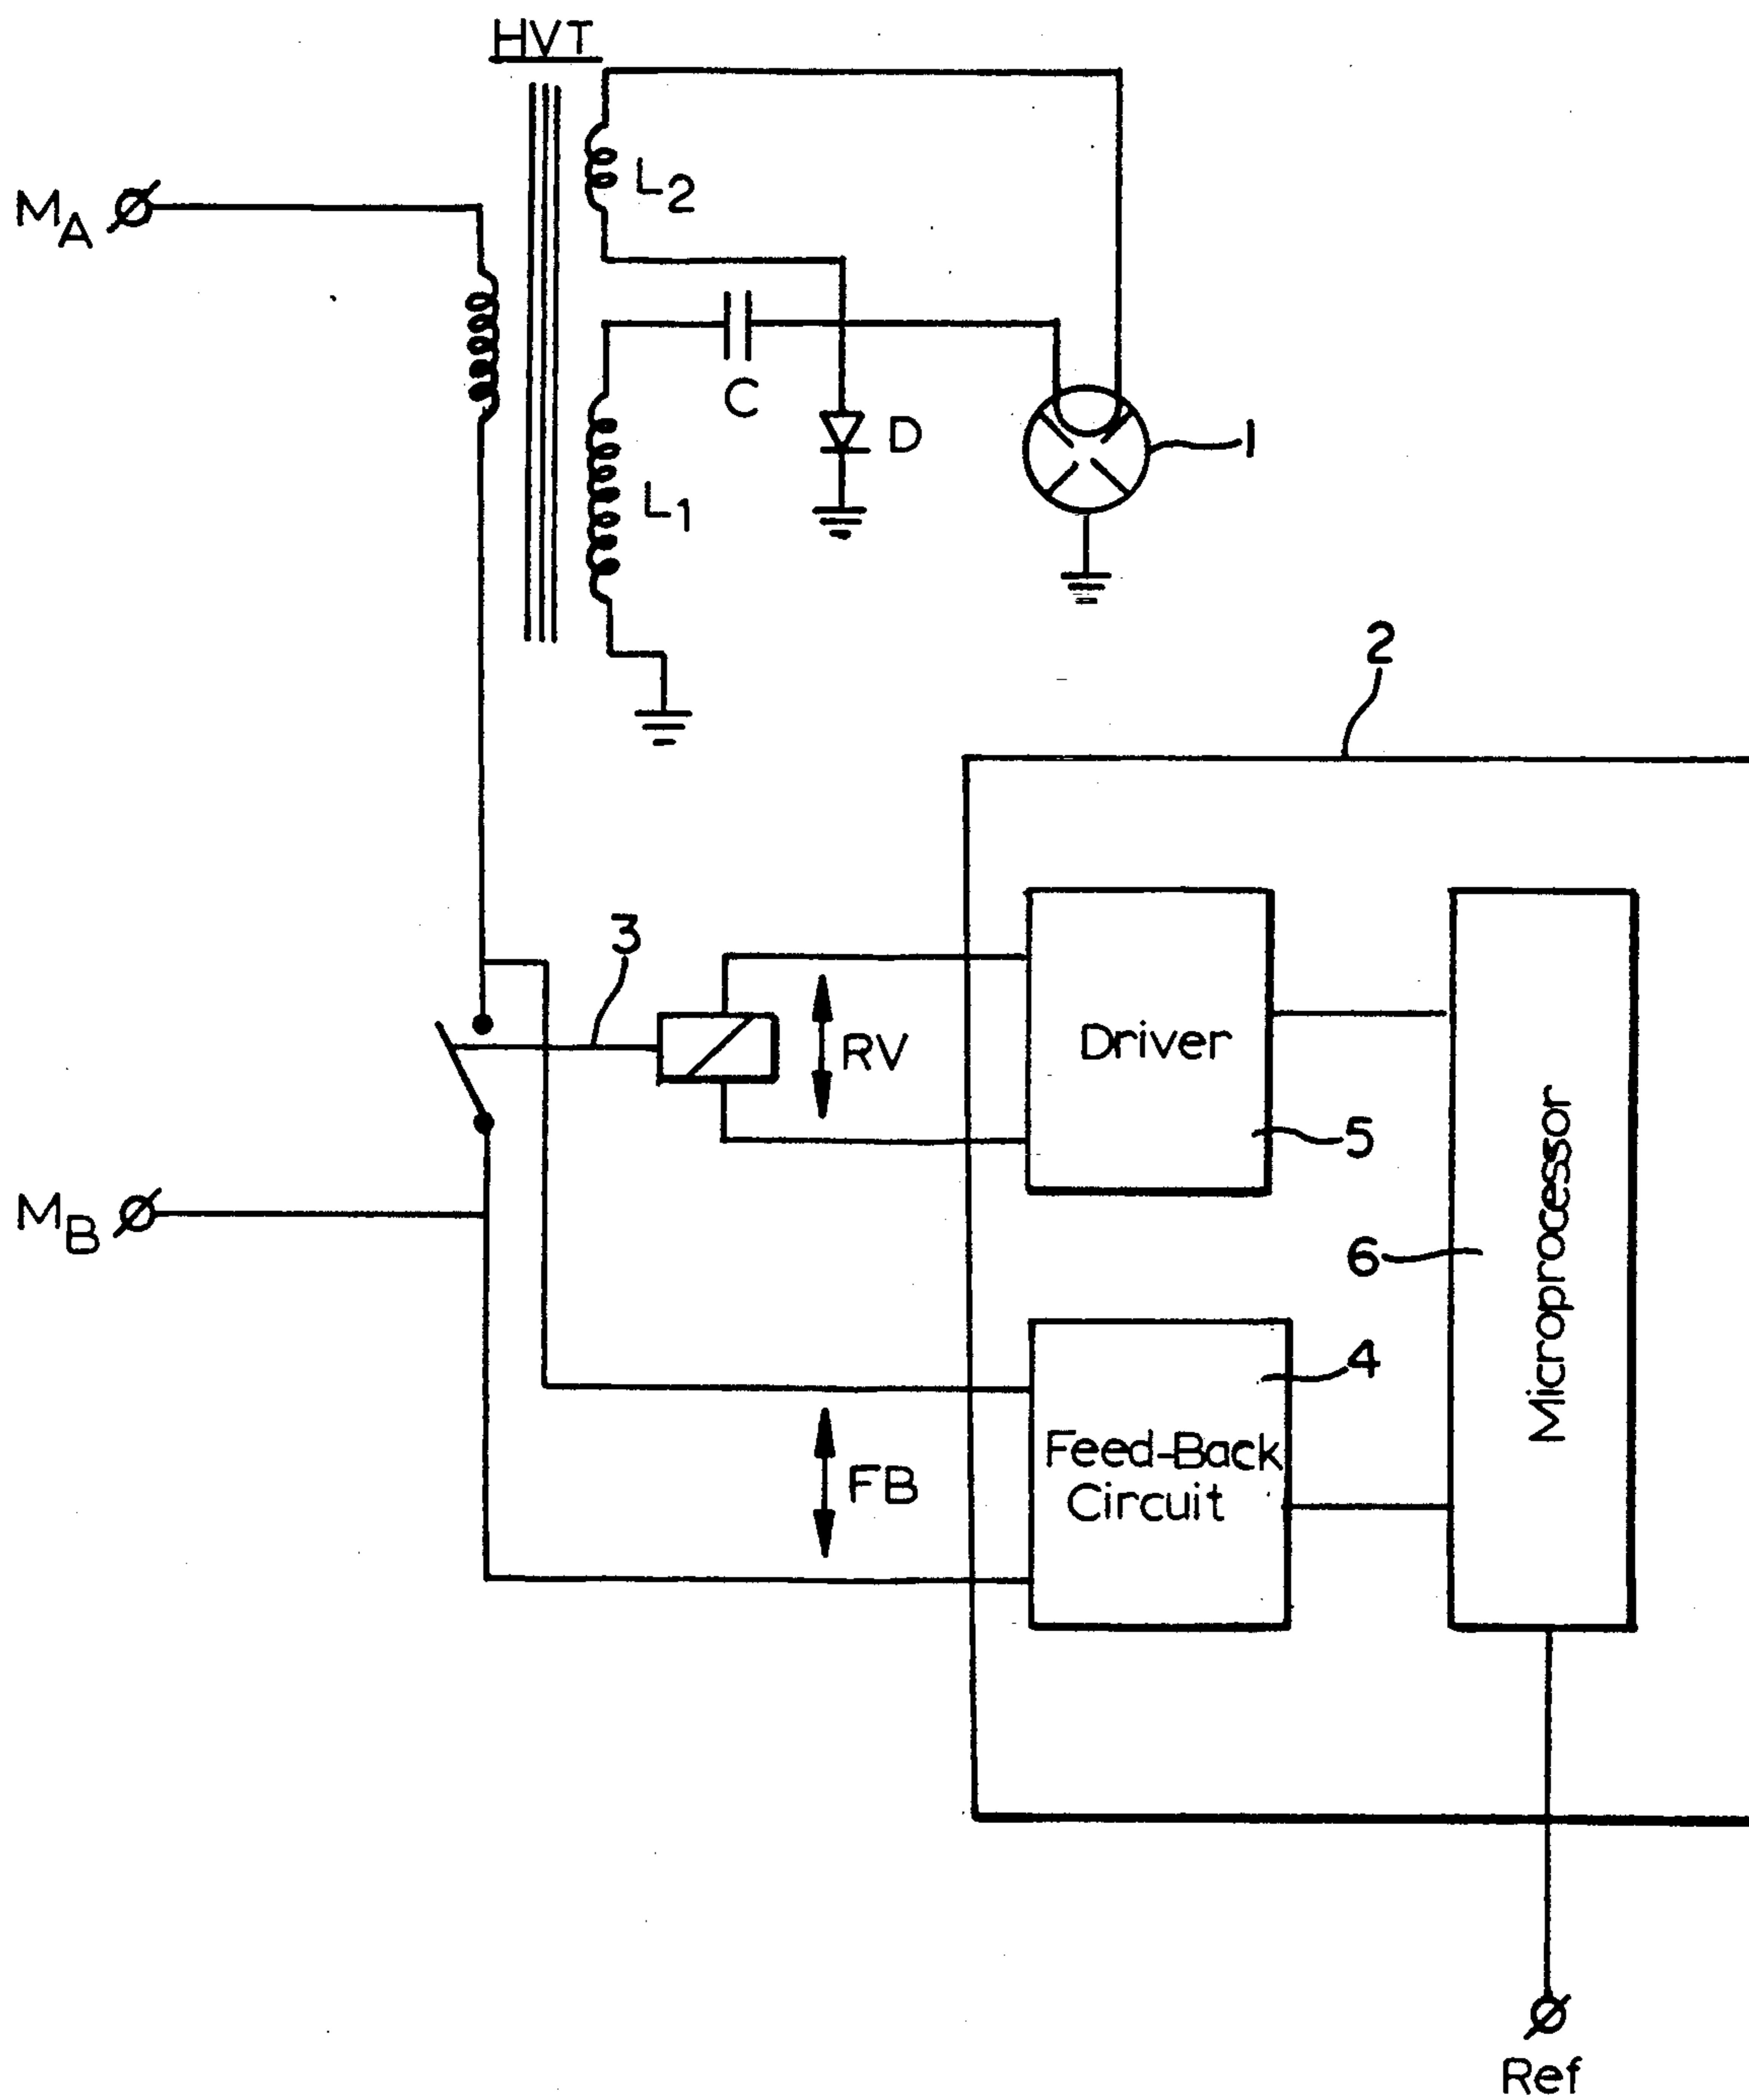 HVT
L2
MA
C
D
1
L1
2
3
RV
Driver
5
MB
6
Microprocessor
4
Feed-Back
Circuit
FB
Ref